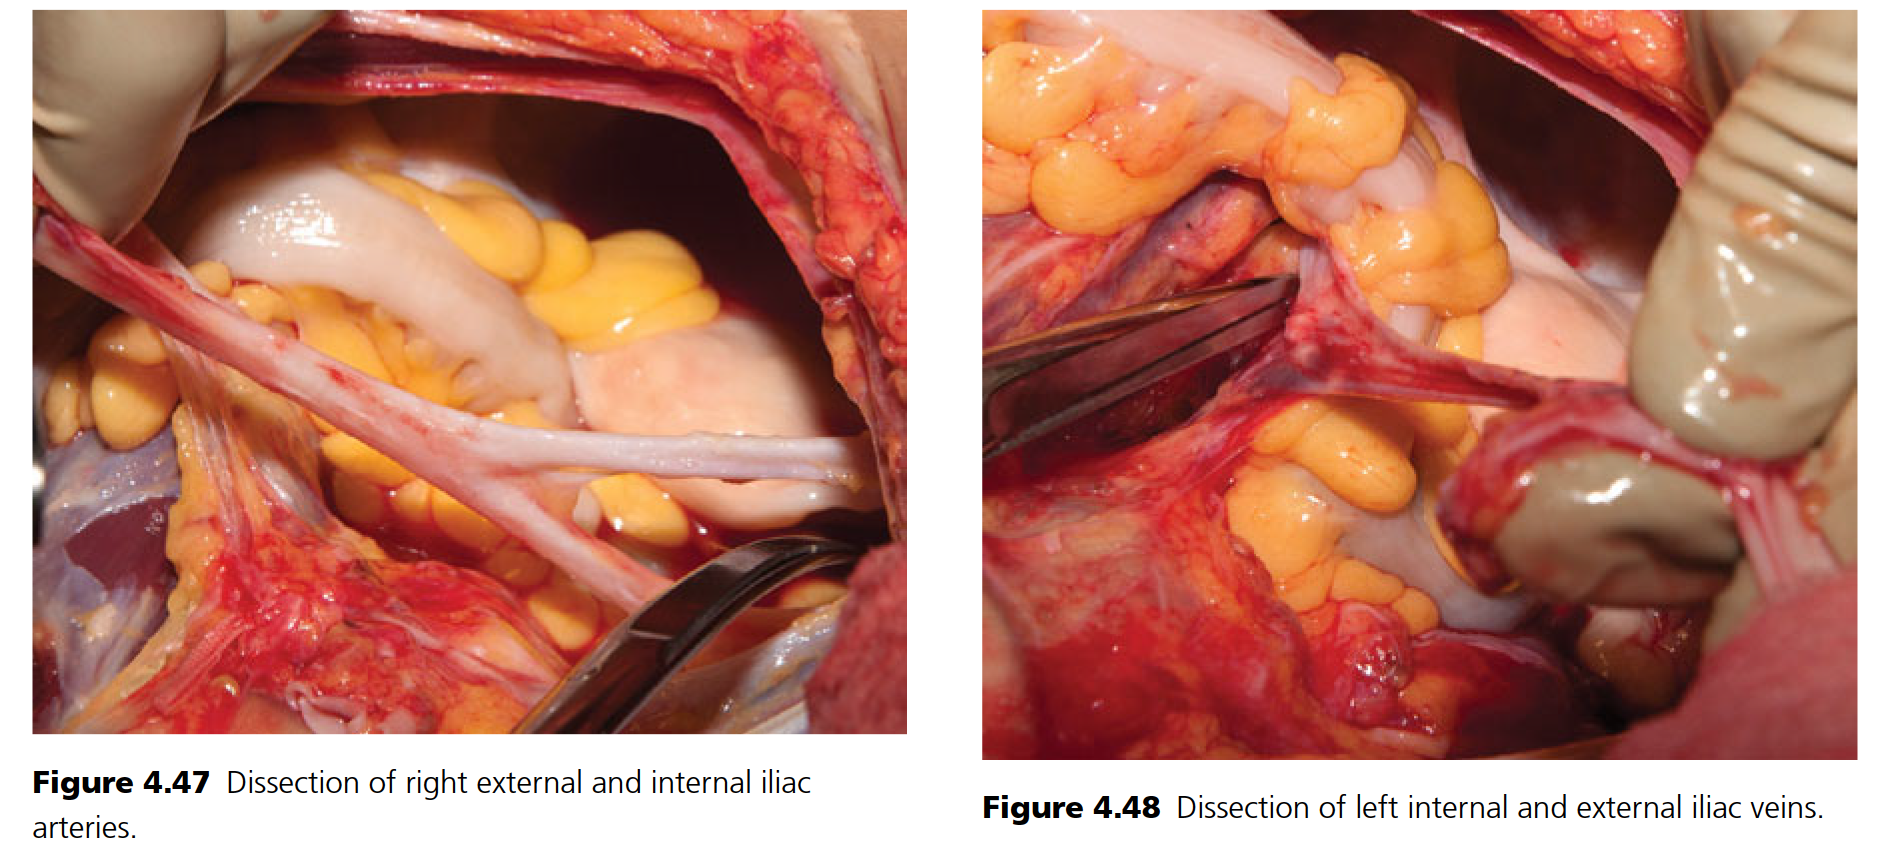 Figure 4.47 Dissection of right external and internal iliac
arteries.
Figure 4.48 Dissection of left internal and external iliac veins.